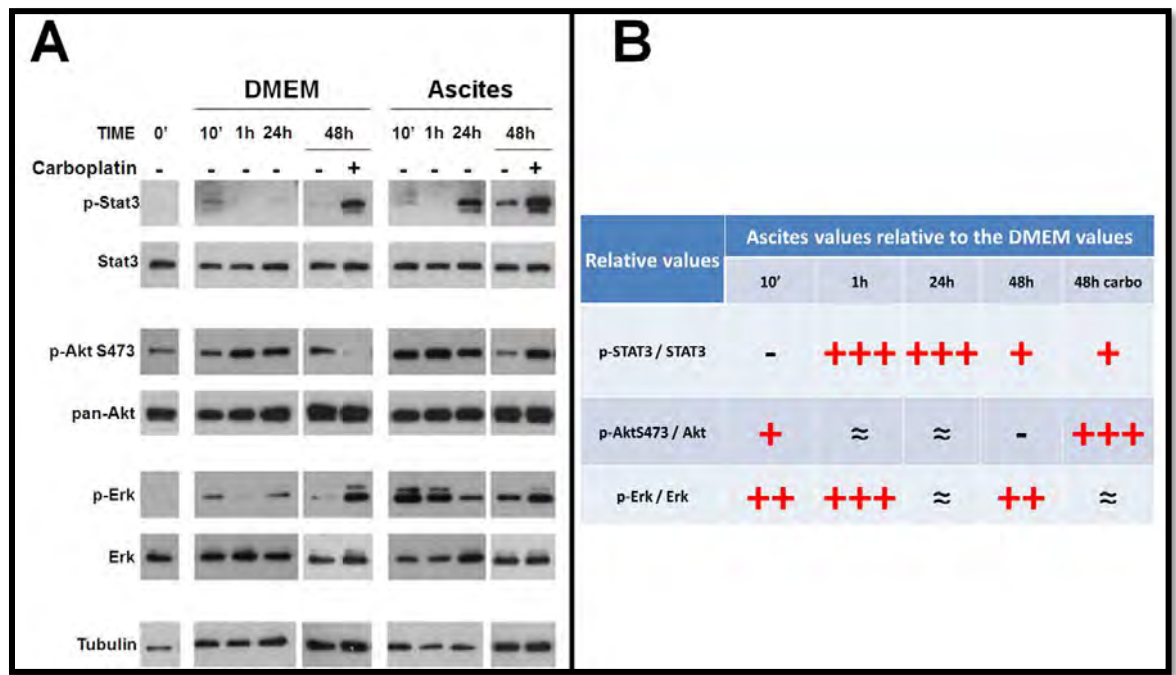 A
DMEM Ascites
TIME 0' 10' 1h 24h 48h 10' 1h 24h 48h
Carboplatin - - - - - + - - - - +
p-Stat3
Stat3
p-Akt S473
pan-Akt
p-Erk
Erk
Tubulin
B
Relative values Ascites values relative to the DMEM values
10' 1h 24h 48h 48h carbo
p-STAT3 / STAT3 - +++ +++ + +
p-AktS473 / Akt + ≈ ≈ - +++
p-Erk / Erk ++ +++ ≈ ++ ≈